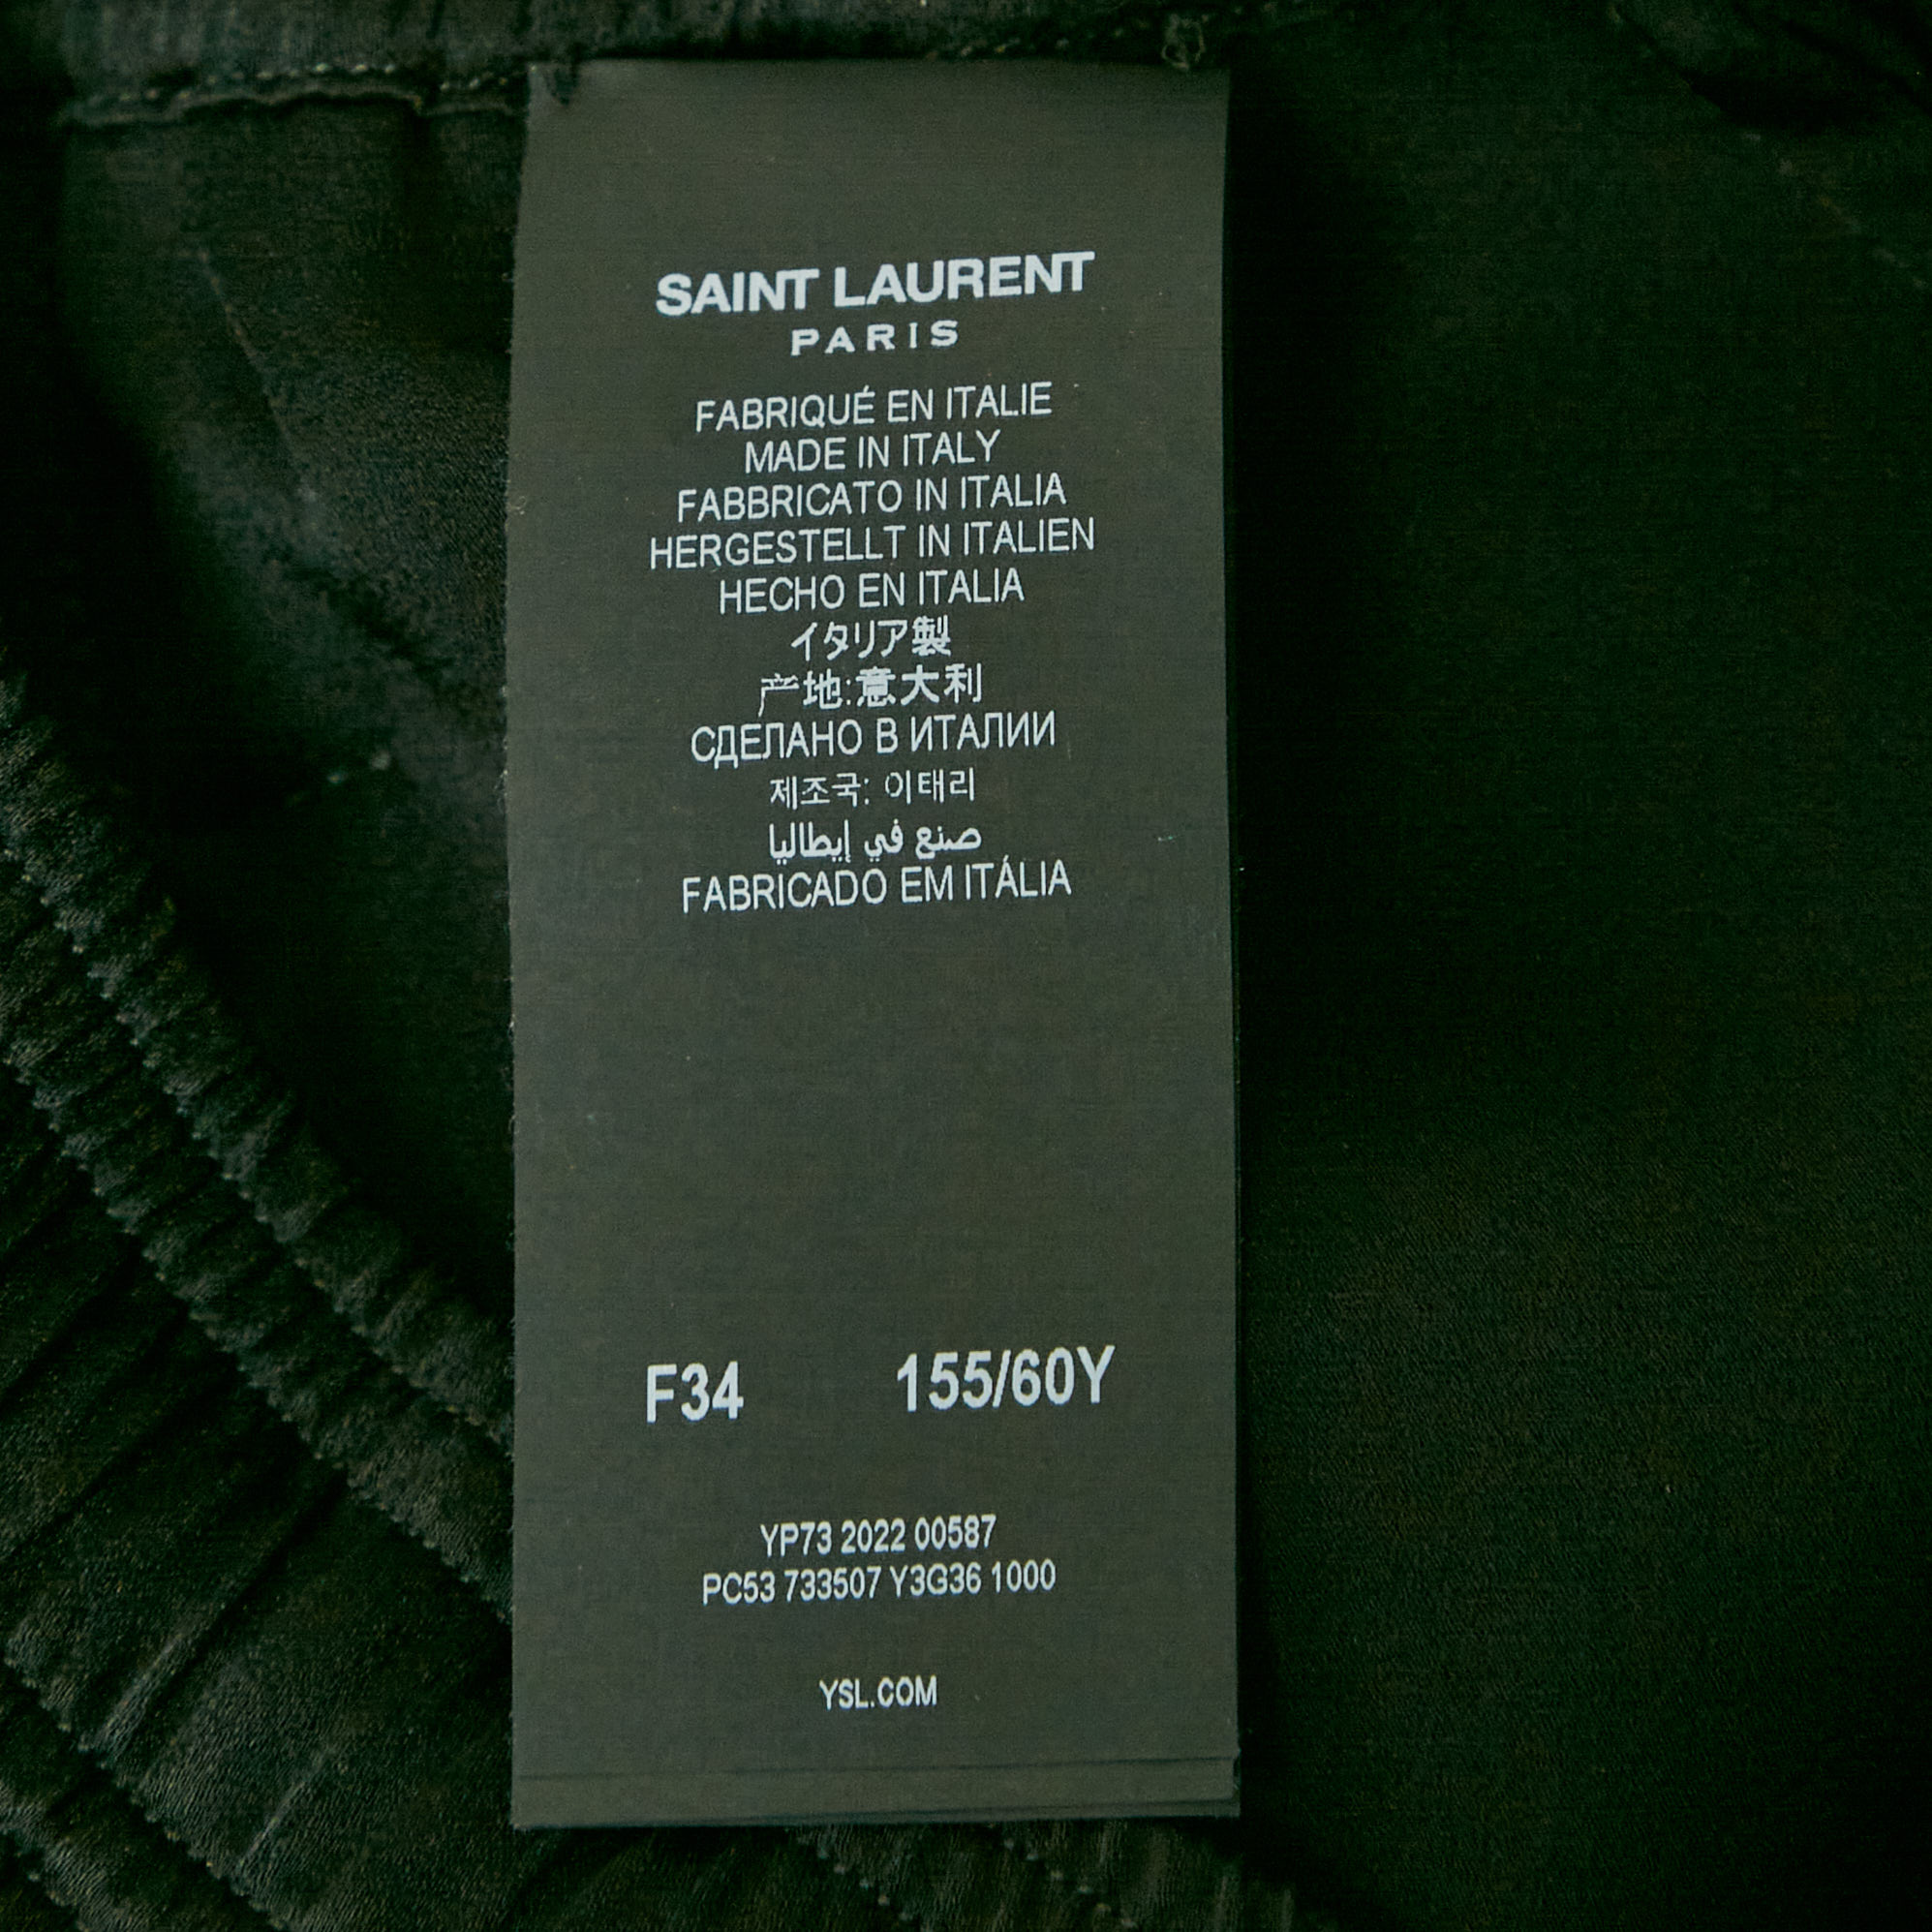 SAINT LAURENT
PARIS
FABRIQUÉ EN ITALIE
MADE IN ITALY
FABBRICATO IN ITALIA
HERGESTELLT IN ITALIEN
HECHO EN ITALIA
イタリア製
产地:意大利
СДЕЛАНО В ИТАЛИИ
제조국: 이태리
صنع في إيطاليا
FABRICADO EM ITÁLIA
F34 155/60Y
YP73 2022 00587
PC53 733507 Y3G36 1000
YSL.COM